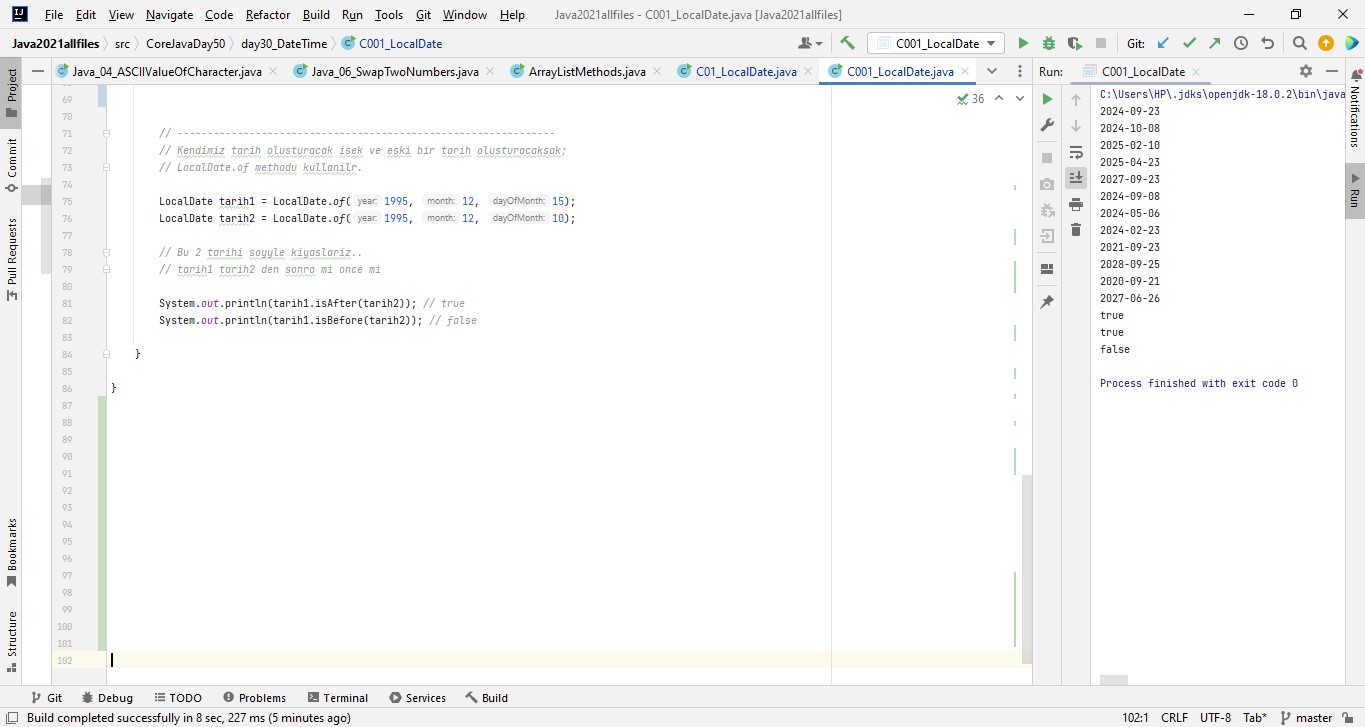 File Edit View Navigate Code Refactor Build Run Tools Git Window Help Java2021allfiles - C001_LocalDate.java [Java2021allfiles]
Java2021allfiles src CoreJavaDay50 day30_DateTime C001_LocalDate C001_LocalDate Git:
Java_04_ASCIIValueOfCharacter.java Java_06_SwapTwoNumbers.java ArrayListMethods.java C01_LocalDate.java C001_LocalDate.java Run: C001_LocalDate
Project
Commit
Pull Requests
Bookmarks
Structure
36
69
70
71 // ------------------------------------------------------------
72 // Kendimiz tarih olusturacak isek ve eski bir tarih olusturacaksak;
73 // LocalDate.of methodu kullanilr.
74
75 LocalDate tarih1 = LocalDate.of( year: 1995, month: 12, dayOfMonth: 15);
76 LocalDate tarih2 = LocalDate.of( year: 1995, month: 12, dayOfMonth: 10);
77
78 // Bu 2 tarihi soyyle kiyaslariz..
79 // tarih1 tarih2 den sonra mi once mi
80
81 System.out.println(tarih1.isAfter(tarih2)); // true
82 System.out.println(tarih1.isBefore(tarih2)); // false
83
84 }
85
86 }
87
88
89
90
91
92
93
94
95
96
97
98
99
100
101
102
C:\Users\HP\.jdks\openjdk-18.0.2\bin\java
2024-09-23
2024-10-08
2025-02-10
2025-04-23
2027-09-23
2024-09-08
2024-05-06
2024-02-23
2021-09-23
2028-09-25
2020-09-21
2027-06-26
true
true
false
Process finished with exit code 0
Notifications
Run
Git Debug TODO Problems Terminal Services Build
Build completed successfully in 8 sec, 227 ms (5 minutes ago) 102:1 CRLF UTF-8 Tab* master